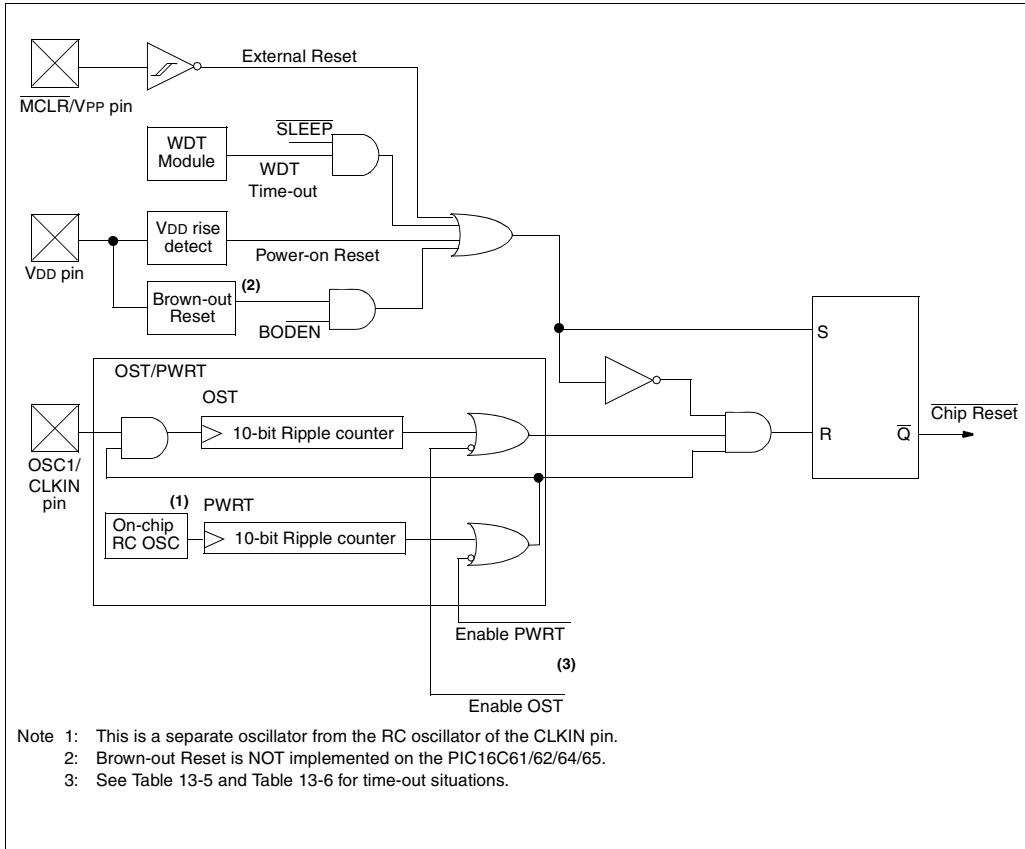 External Reset
MCLR/VPP pin
SLEEP
WDT
Module
WDT
Time-out
VDD rise
detect
Power-on Reset
VDD pin
(2)
Brown-out
Reset
BODEN
S
OST/PWRT
OST
10-bit Ripple counter
Chip Reset
R
Q
OSC1/
CLKIN
pin
(1)
PWRT
On-chip
RC OSC
10-bit Ripple counter
Enable PWRT
(3)
Enable OST
Note 1: This is a separate oscillator from the RC oscillator of the CLKIN pin.
2: Brown-out Reset is NOT implemented on the PIC16C61/62/64/65.
3: See Table 13-5 and Table 13-6 for time-out situations.